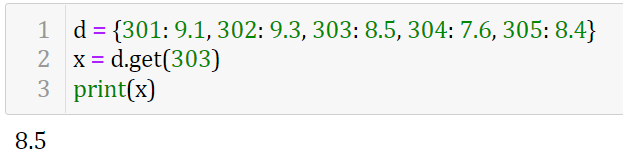 1 d = {301: 9.1, 302: 9.3, 303: 8.5, 304: 7.6, 305: 8.4}
2 x = d.get(303)
3 print(x)
8.5